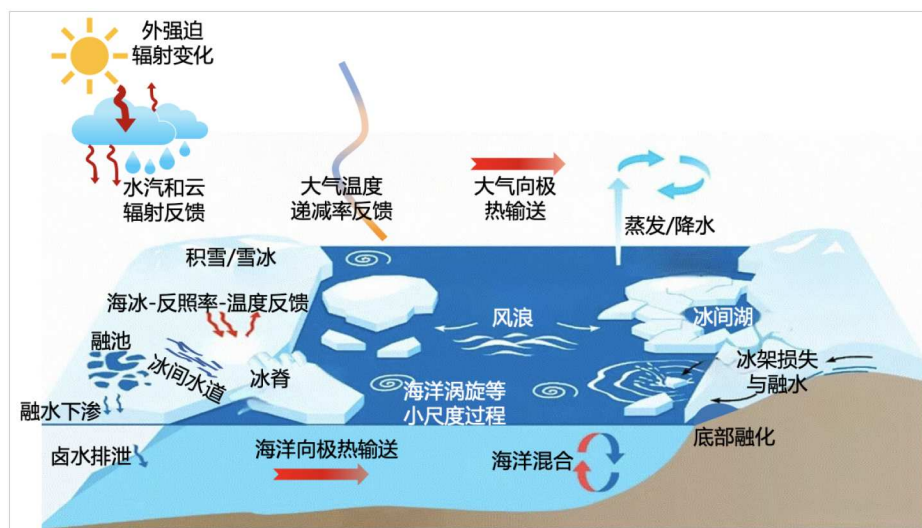 外强迫
辐射变化
水汽和云
辐射反馈
大气温度
递减率反馈
大气向极
热输送
蒸发/降水
积雪/雪冰
海冰-反照率-温度反馈
融池
冰间水道
冰脊
融水下渗
卤水排泄
风浪
冰间湖
冰架损失
与融水
海洋涡旋等
小尺度过程
底部融化
海洋向极热输送
海洋混合